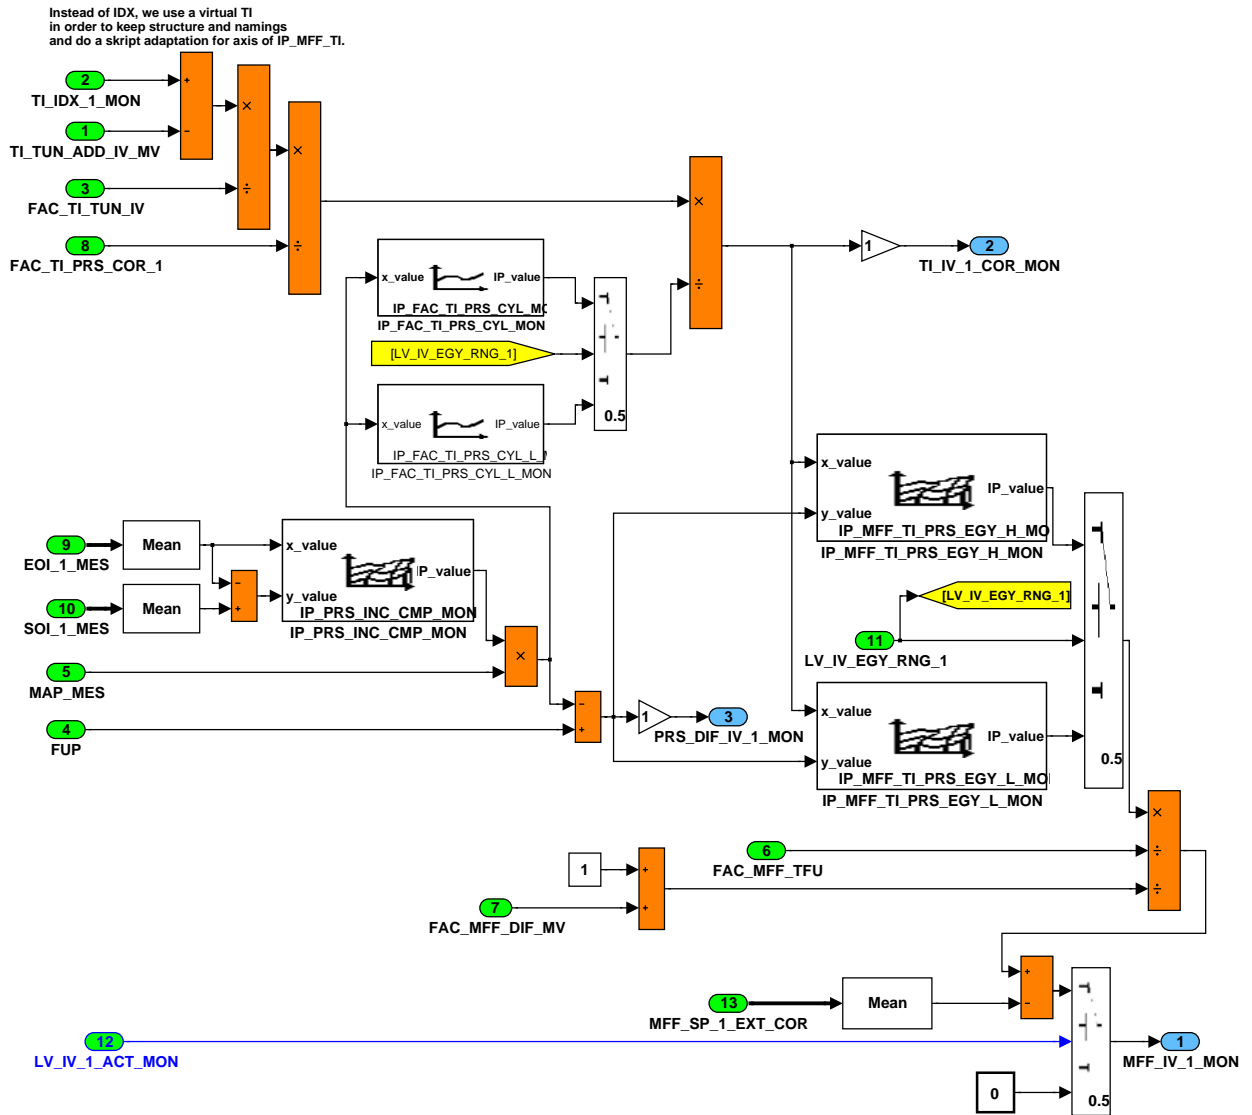 Instead of IDX, we use a virtual TI
in order to keep structure and namings
and do a skript adaptation for axis of IP_MFF_TI.
2
TI_IDX_1_MON
+
1
TI_TUN_ADD_IV_MV
-
×
3
FAC_TI_TUN_IV
÷
×
8
FAC_TI_PRS_COR_1
÷
×
÷
1
2
TI_IV_1_COR_MON
x_value
IP_value
IP_FAC_TI_PRS_CYL_MO
IP_FAC_TI_PRS_CYL_MON
[LV_IV_EGY_RNG_1]
x_value
IP_value
0.5
IP_FAC_TI_PRS_CYL_L_M
IP_FAC_TI_PRS_CYL_L_MON
x_value
IP_value
y_value
IP_MFF_TI_PRS_EGY_H_MO
IP_MFF_TI_PRS_EGY_H_MON
9
EOI_1_MES
Mean
x_value
IP_value
y_value
IP_PRS_INC_CMP_MON
IP_PRS_INC_CMP_MON
-
+
10
SOI_1_MES
Mean
[LV_IV_EGY_RNG_1]
11
LV_IV_EGY_RNG_1
×
5
MAP_MES
-
+
4
FUP
1
3
PRS_DIF_IV_1_MON
x_value
IP_value
y_value
IP_MFF_TI_PRS_EGY_L_MO
IP_MFF_TI_PRS_EGY_L_MON
0.5
×
÷
÷
6
FAC_MFF_TFU
1
+
+
7
FAC_MFF_DIF_MV
+
-
13
MFF_SP_1_EXT_COR
Mean
12
LV_IV_1_ACT_MON
1
MFF_IV_1_MON
0
0.5